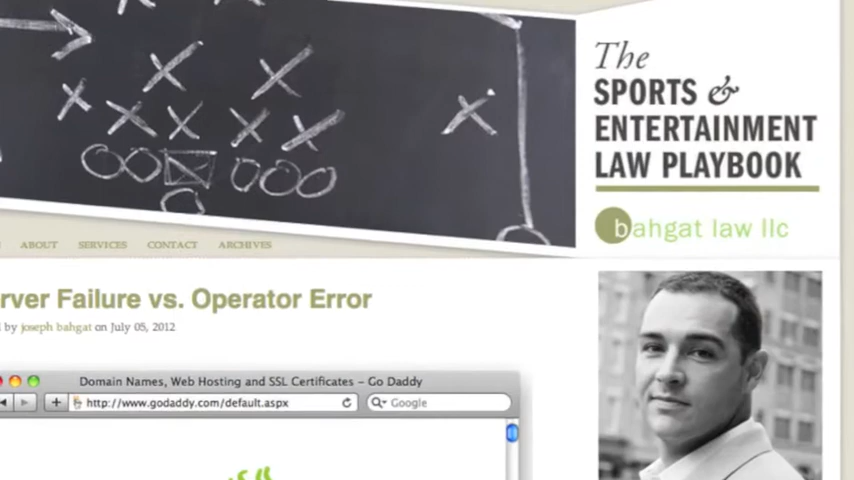 The
SPORTS &
ENTERTAINMENT
LAW PLAYBOOK
bahgat law llc
ABOUT SERVICES CONTACT ARCHIVES
rver Failure vs. Operator Error
by joseph bahgat on July 05, 2012
Domain Names, Web Hosting and SSL Certificates – Go Daddy
http://www.godaddy.com/default.aspx
Google